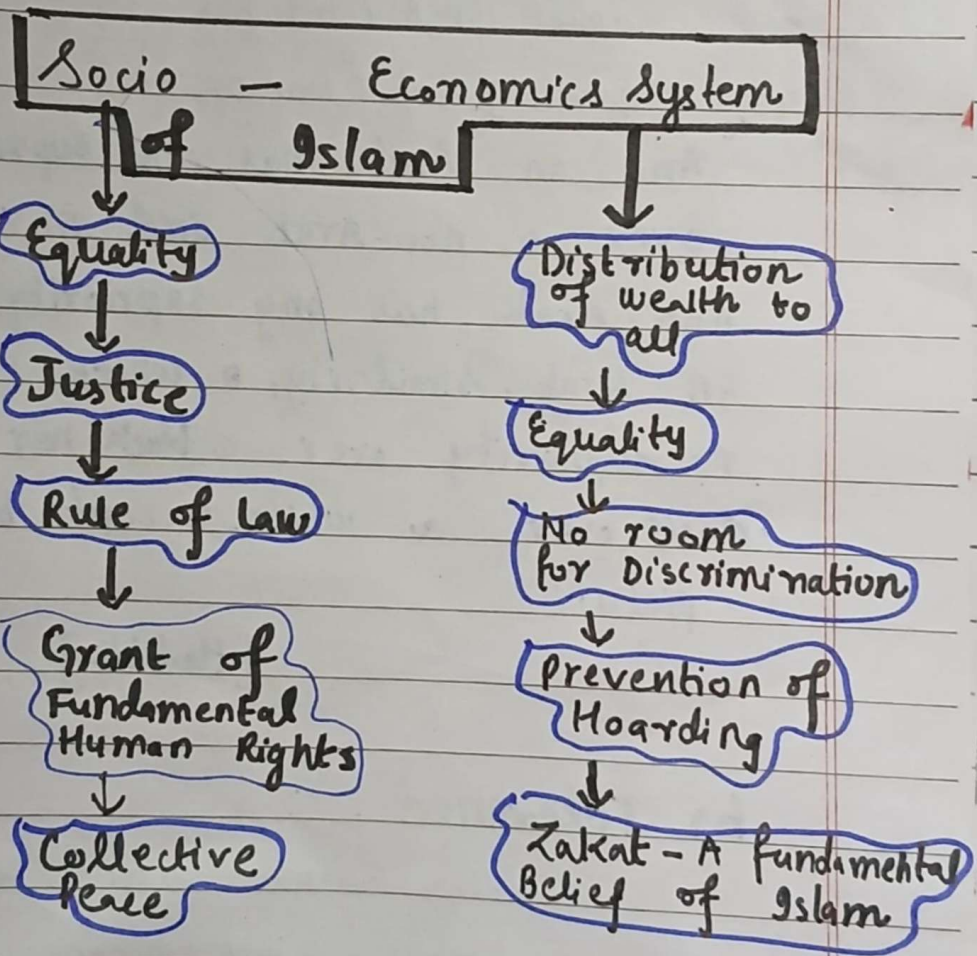 Socio - Economics System
of Islam
Equality
Justice
Rule of Law
Grant of
Fundamental
Human Rights
Collective
Peace
Distribution
of wealth to
all
Equality
No room
for Discrimination
Prevention of
Hoarding
Zakat - A fundamental
Belief of Islam